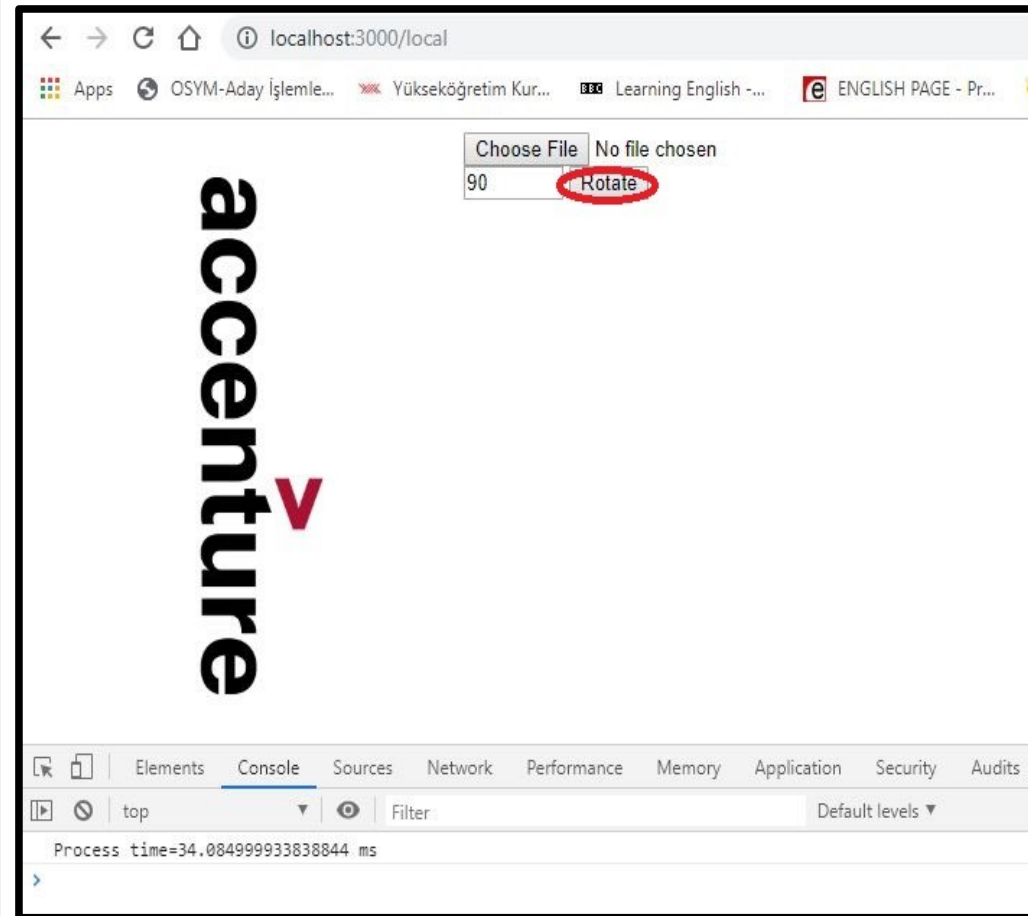 localhost:3000/local
Apps OSYM-Aday İşlemle... Yükseköğretim Kur... BBC Learning English -... e ENGLISH PAGE - Pr...
Choose File No file chosen
90 Rotate
accenture
Elements Console Sources Network Performance Memory Application Security Audits
top Filter Default levels
Process time=34.084999933838844 ms